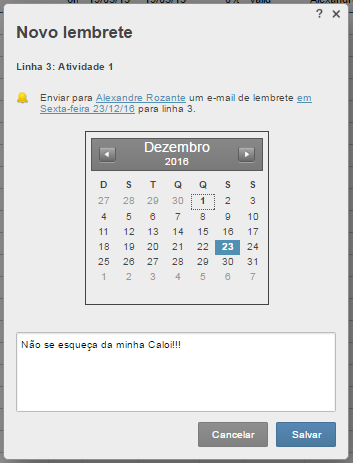 ? ×
Novo lembrete
Linha 3: Atividade 1
Enviar para Alexandre Rozante um e-mail de lembrete em
Sexta-feira 23/12/16 para linha 3.
Dezembro
2016
D S T Q Q S S
27 28 29 30 1 2 3
4 5 6 7 8 9 10
11 12 13 14 15 16 17
18 19 20 21 22 23 24
25 26 27 28 29 30 31
1 2 3 4 5 6 7
Não se esqueça da minha Caloi!!!
Cancelar Salvar